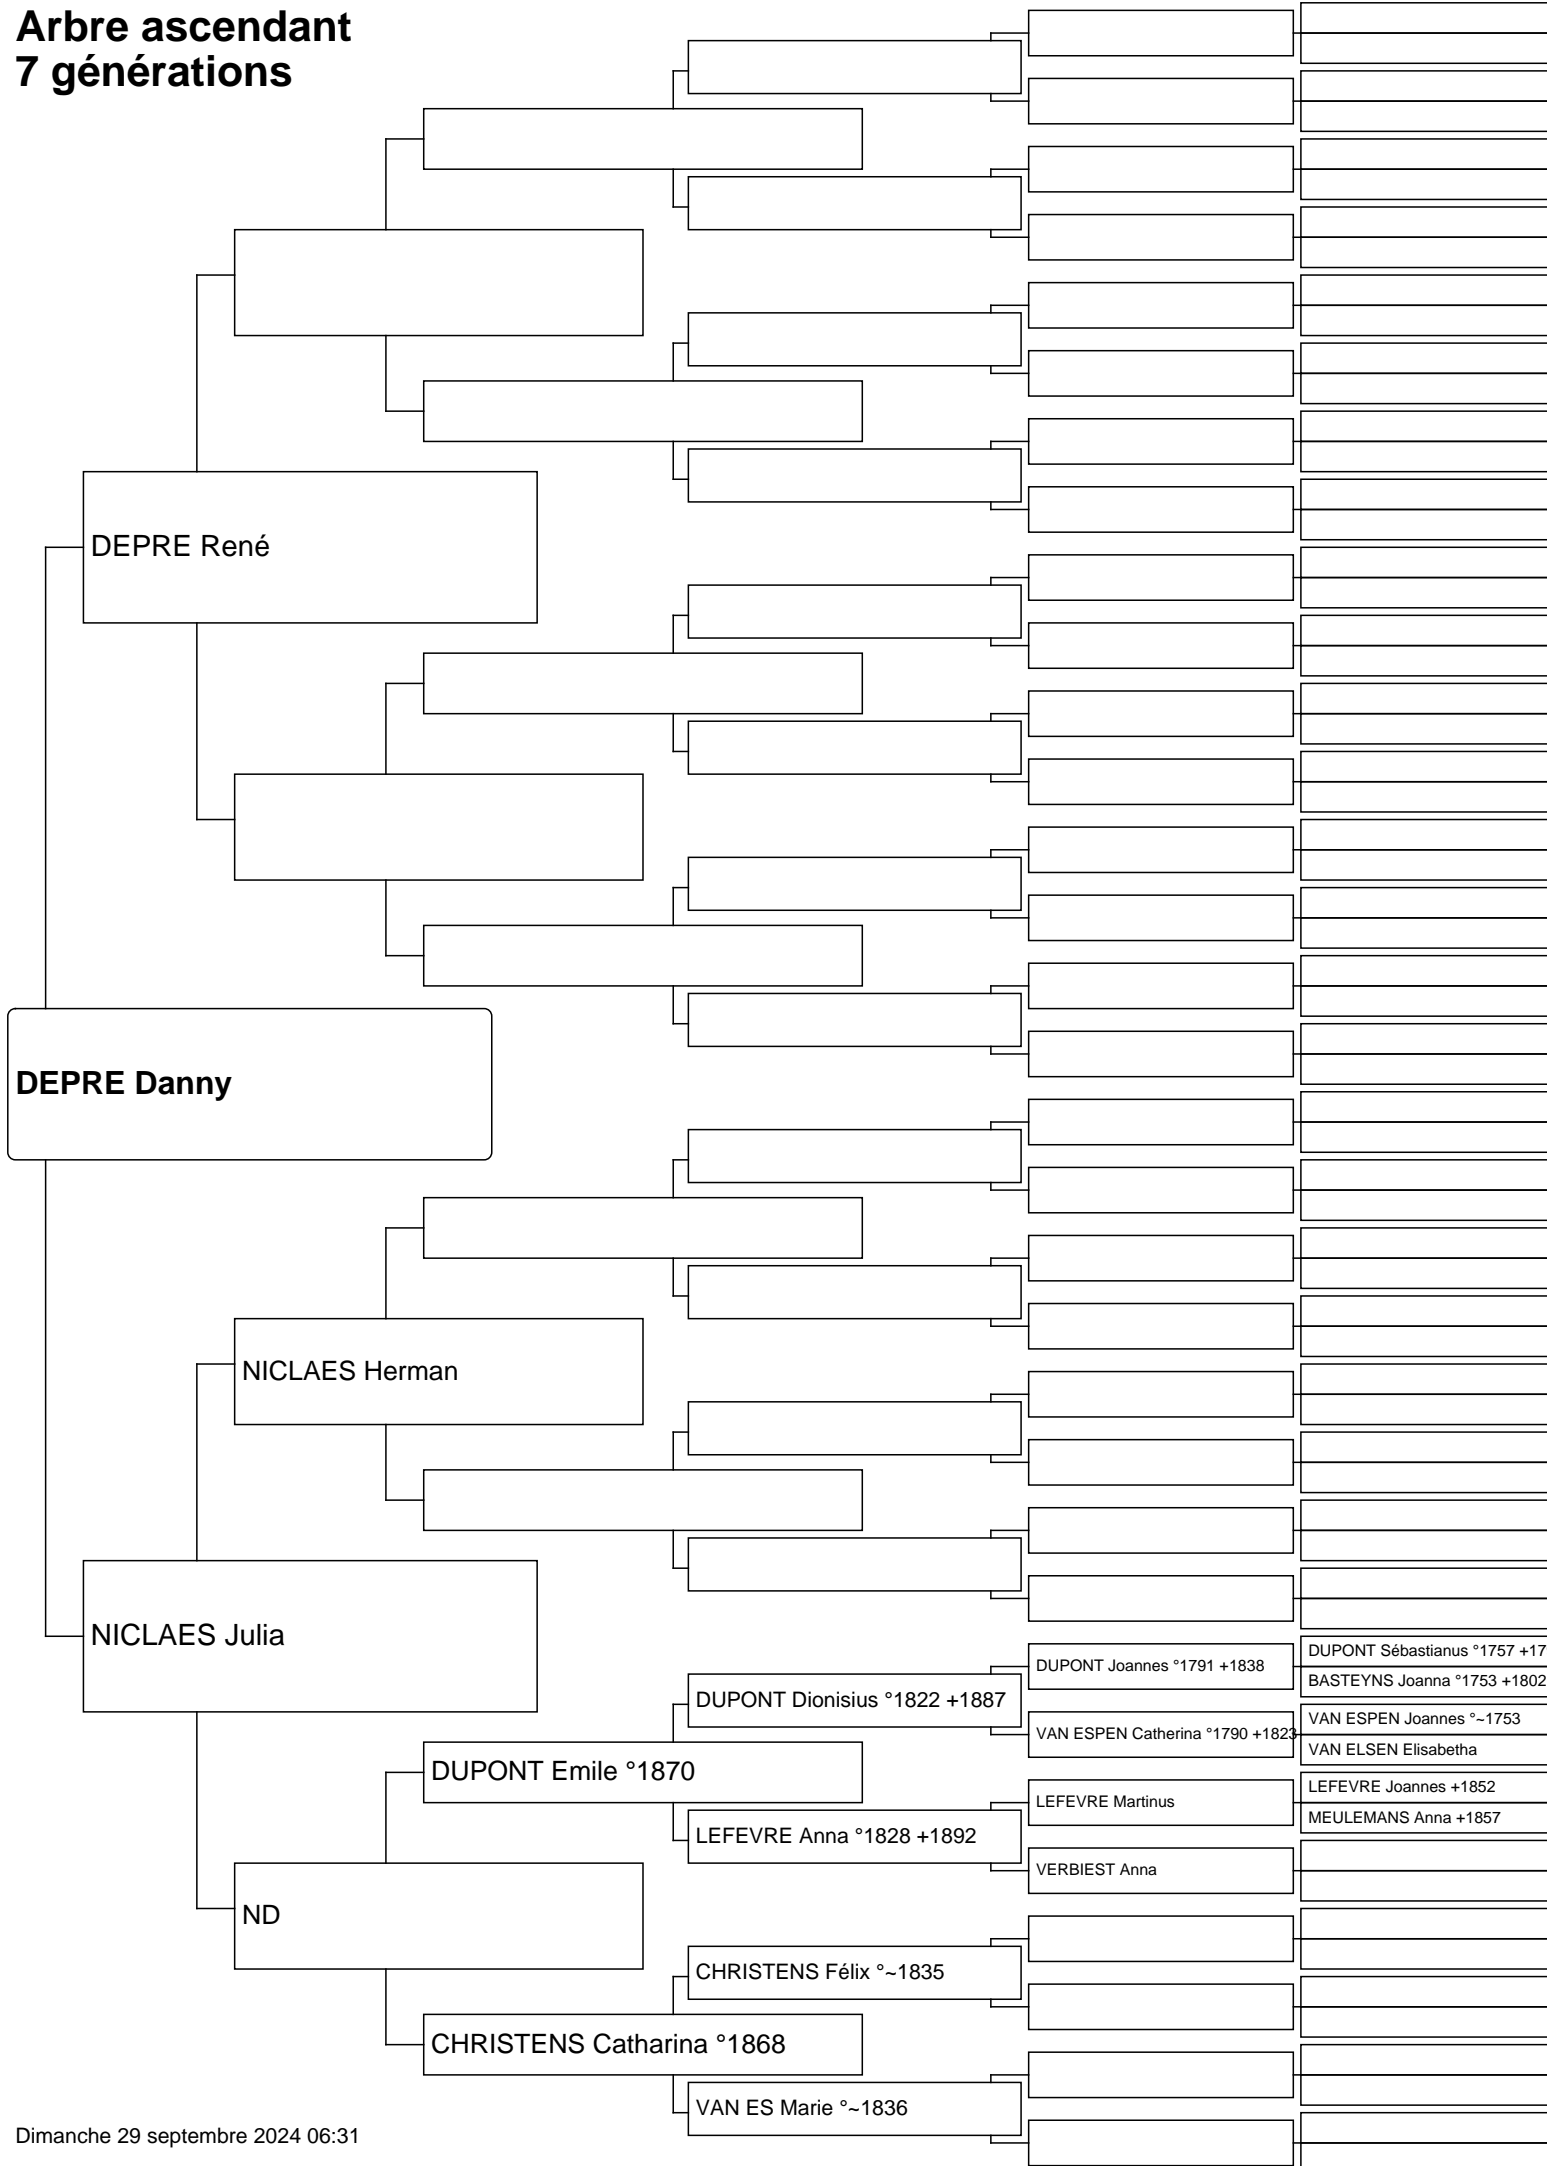 Arbre ascendant
7 générations
DEPRE René
DEPRE Danny
NICLAES Herman
NICLAES Julia
DUPONT Sébastianus °1757 +17
DUPONT Joannes °1791 +1838
BASTEYNS Joanna °1753 +1802
DUPONT Dionisius °1822 +1887
VAN ESPEN Joannes °~1753
VAN ESPEN Catherina °1790 +1823
VAN ELSEN Elisabetha
DUPONT Emile °1870
LEFEVRE Joannes +1852
LEFEVRE Martinus
MEULEMANS Anna +1857
LEFEVRE Anna °1828 +1892
VERBIEST Anna
ND
CHRISTENS Félix °~1835
CHRISTENS Catharina °1868
VAN ES Marie °~1836
Dimanche 29 septembre 2024 06:31